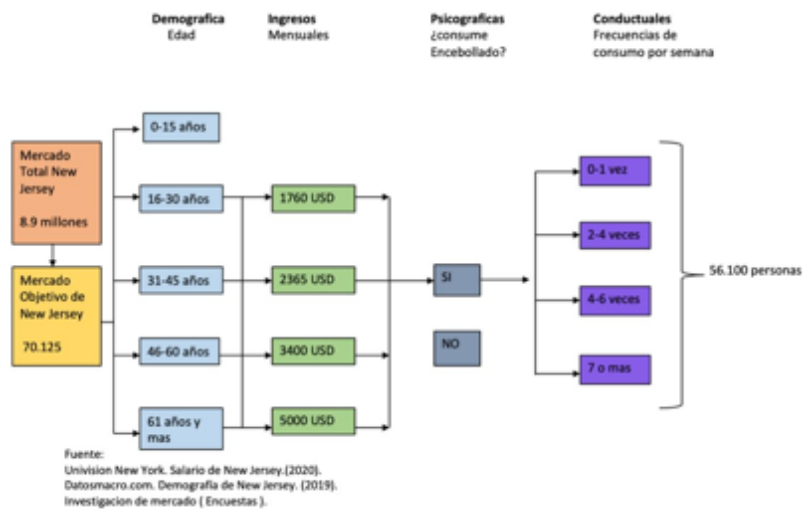 Demografica
Edad
Ingresos
Mensuales
Psicograficas
¿consume
Encebollado?
Conductuales
Frecuencias de
consumo por semana
Mercado
Total New
Jersey
8.9 millones
Mercado
Objetivo de
New Jersey
70.125
0-15 años
16-30 años
31-45 años
46-60 años
61 años y
mas
1760 USD
2365 USD
3400 USD
5000 USD
SI
NO
0-1 vez
2-4 veces
4-6 veces
7 o mas
56.100 personas
Fuente:
Univision New York. Salario de New Jersey.(2020).
Datosmacro.com. Demografía de New Jersey. (2019).
Investigacion de mercado ( Encuestas ).